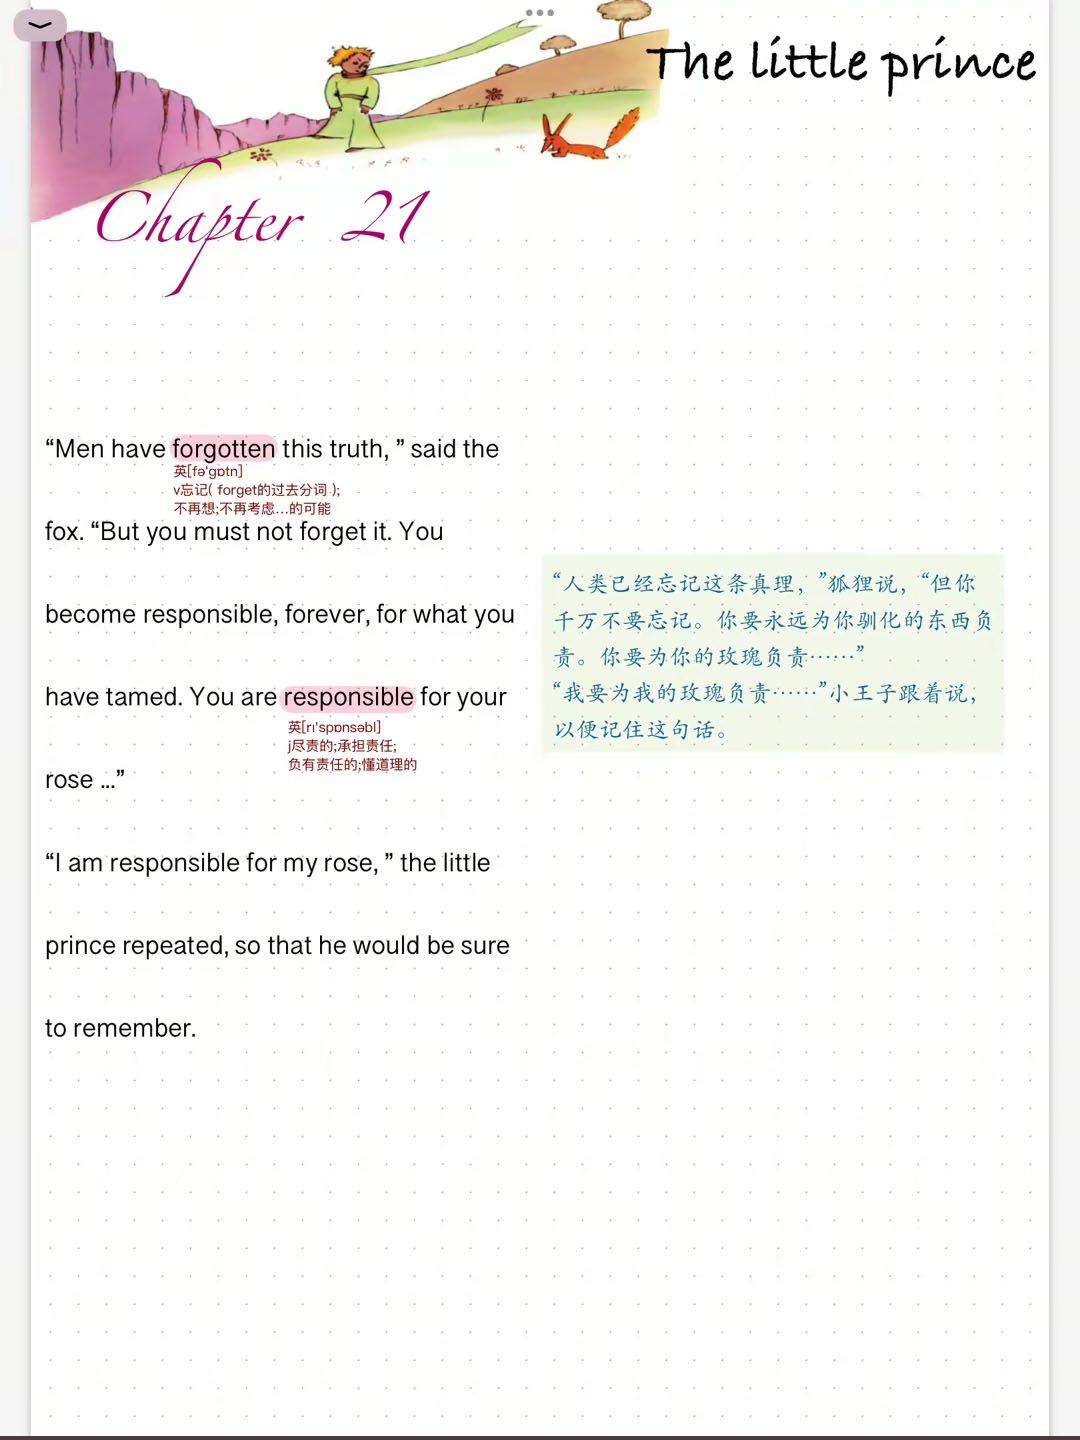 The little prince
Chapter 21
“Men have forgotten this truth, ” said the
英[fə'gɒtn]
v忘记( forget的过去分词 );
不再想;不再考虑...的可能
fox. “But you must not forget it. You
become responsible, forever, for what you
have tamed. You are responsible for your
英[rɪ'spɒnsəbl]
j尽责的;承担责任;
负有责任的;懂道理的
rose ...”
“I am responsible for my rose, ” the little
prince repeated, so that he would be sure
to remember.
“人类已经忘记这条真理，”狐狸说，“但你
千万不要忘记。你要永远为你驯化的东西负
责。你要为你的玫瑰负责……”
“我要为我的玫瑰负责……”小王子跟着说，
以便记住这句话。